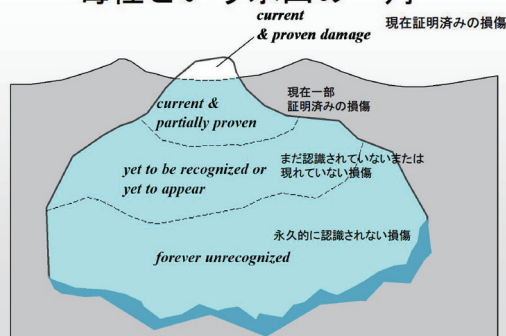 current
& proven damage
現在証明済みの損傷
current &
partially proven
現在一部
証明済みの損傷
yet to be recognized or
yet to appear
まだ認識されていないまたは
現れていない損傷
永久的に認識されない損傷
forever unrecognized